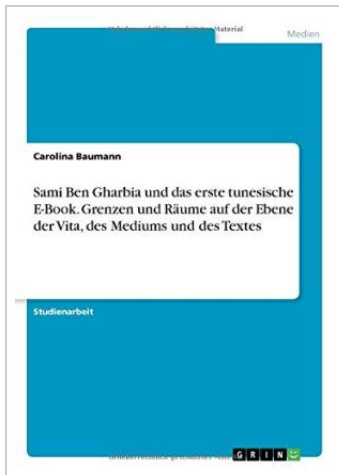 Material
Medien
Carolina Baumann
Sami Ben Gharbia und das erste tunesische
E-Book. Grenzen und Räume auf der Ebene
der Vita, des Mediums und des Textes
Studienarbeit
GRIN